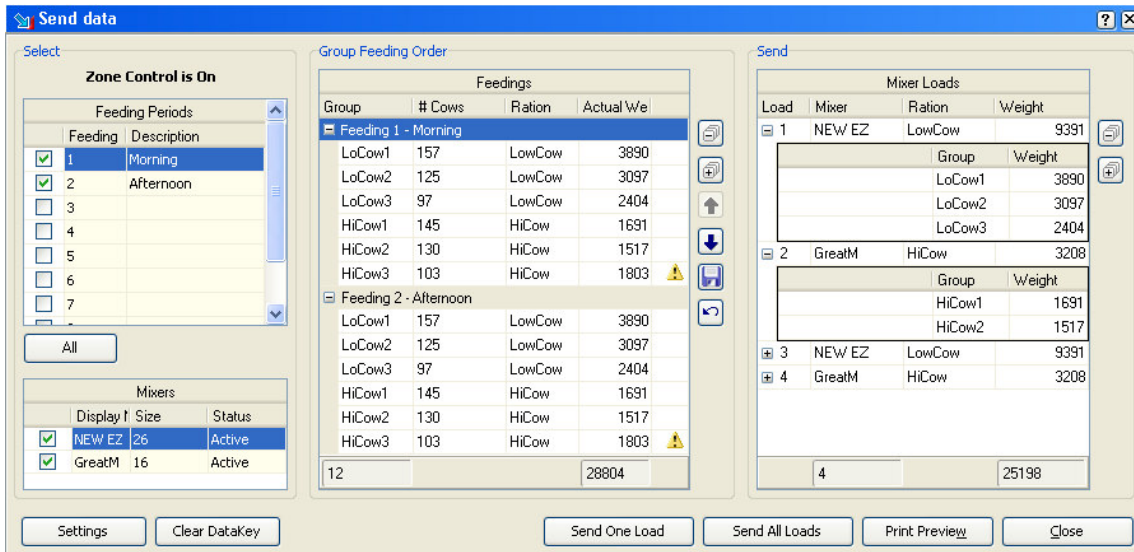 Send data
Select
Zone Control is On
Feeding Periods
Feeding Description
1 Morning
2 Afternoon
3
4
5
6
7
All
Mixers
Display Size Status
NEW EZ 26 Active
GreatM 16 Active
Group Feeding Order
Feedings
Group # Cows Ration Actual We
Feeding 1 - Morning
LoCow1 157 LowCow 3890
LoCow2 125 LowCow 3097
LoCow3 97 LowCow 2404
HiCow1 145 HiCow 1691
HiCow2 130 HiCow 1517
HiCow3 103 HiCow 1803
Feeding 2 - Afternoon
LoCow1 157 LowCow 3890
LoCow2 125 LowCow 3097
LoCow3 97 LowCow 2404
HiCow1 145 HiCow 1691
HiCow2 130 HiCow 1517
HiCow3 103 HiCow 1803
12 28804
Send
Mixer Loads
Load Mixer Ration Weight
1 NEW EZ LowCow 9391
Group Weight
LoCow1 3890
LoCow2 3097
LoCow3 2404
2 GreatM HiCow 3208
Group Weight
HiCow1 1691
HiCow2 1517
3 NEW EZ LowCow 9391
4 GreatM HiCow 3208
4 25198
Settings Clear DataKey Send One Load Send All Loads Print Preview Close